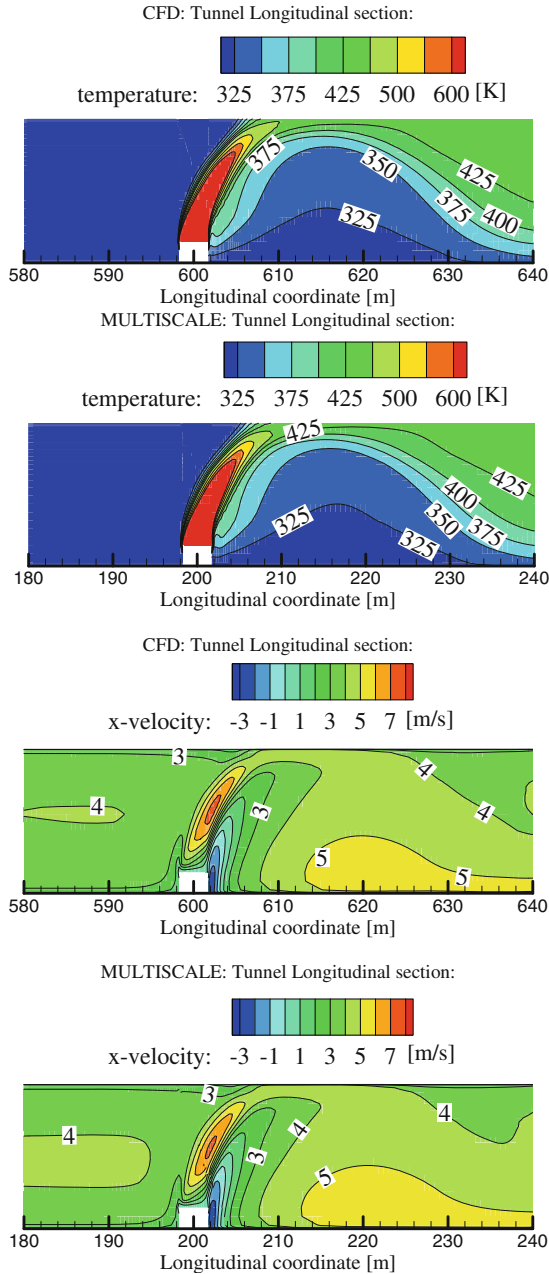 CFD: Tunnel Longitudinal section:
temperature: 325 375 425 500 600 [K]
375
350
425
325
375
400
580 590 600 610 620 630 640
Longitudinal coordinate [m]
MULTISCALE: Tunnel Longitudinal section:
temperature: 325 375 425 500 600 [K]
425
425
400
325
350
375
325
180 190 200 210 220 230 240
Longitudinal coordinate [m]
CFD: Tunnel Longitudinal section:
x-velocity: -3 -1 1 3 5 7 [m/s]
3
4
4
3
4
5
5
580 590 600 610 620 630 640
Longitudinal coordinate [m]
MULTISCALE: Tunnel Longitudinal section:
x-velocity: -3 -1 1 3 5 7 [m/s]
3
4
4
4
3
5
180 190 200 210 220 230 240
Longitudinal coordinate [m]